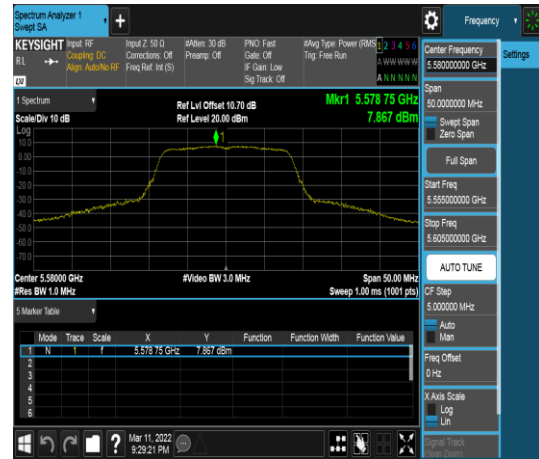 Spectrum Analyzer 1
Swept SA
+
Frequency
KEYSIGHT
RL
Input: RF
Coupling: DC
Align: Auto/No RF
Input Z: 50 Ω
Corrections: Off
Freq Ref: Int (S)
#Atten: 30 dB
Preamp: Off
PNO: Fast
Gate: Off
IF Gain: Low
Sig Track: Off
#Avg Type: Power (RMS
Trig: Free Run
1 2 3 4 5 6
A W W W W W
A N N N N N
LXI
1 Spectrum
Scale/Div 10 dB
Ref Lvl Offset 10.70 dB
Ref Level 20.00 dBm
Mkr1 5.578 75 GHz
7.867 dBm
Log
1
10.0
0.00
-10.0
-20.0
-30.0
-40.0
-50.0
-60.0
-70.0
Center 5.58000 GHz
#Res BW 1.0 MHz
#Video BW 3.0 MHz
Span 50.00 MHz
Sweep 1.00 ms (1001 pts)
5 Marker Table
Mode Trace Scale X Y Function Function Width Function Value
1 N 1 f 5.578 75 GHz 7.867 dBm
2
3
4
5
6
Mar 11, 2022
9:29:21 PM
?
Center Frequency
5.580000000 GHz
Span
50.0000000 MHz
Swept Span
Zero Span
Full Span
Start Freq
5.555000000 GHz
Stop Freq
5.605000000 GHz
AUTO TUNE
CF Step
5.000000 MHz
Auto
Man
Freq Offset
0 Hz
X Axis Scale
Log
Lin
Signal Track
(Span Zoom)
Settings